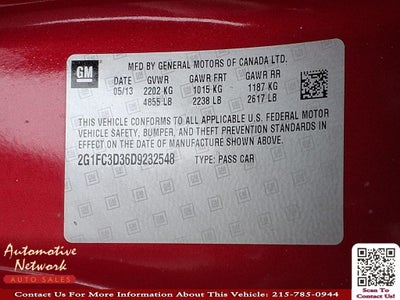 GM
MFD BY GENERAL MOTORS OF CANADA LTD.
DATE GVWR GAWR FRT GAWR RR
05/13 2202 KG 1015 KG 1187 KG
4855 LB 2238 LB 2617 LB
THIS VEHICLE CONFORMS TO ALL APPLICABLE U.S. FEDERAL MOTOR
VEHICLE SAFETY, BUMPER, AND THEFT PREVENTION STANDARDS IN
EFFECT ON THE DATE OF MANUFACTURE SHOWN ABOVE.
2G1FC3D36D9232548 TYPE: PASS CAR
Automotive
Network
AUTO SALES
Contact Us For More Information About This Vehicle: 215-785-0944
Scan To
Contact Us!